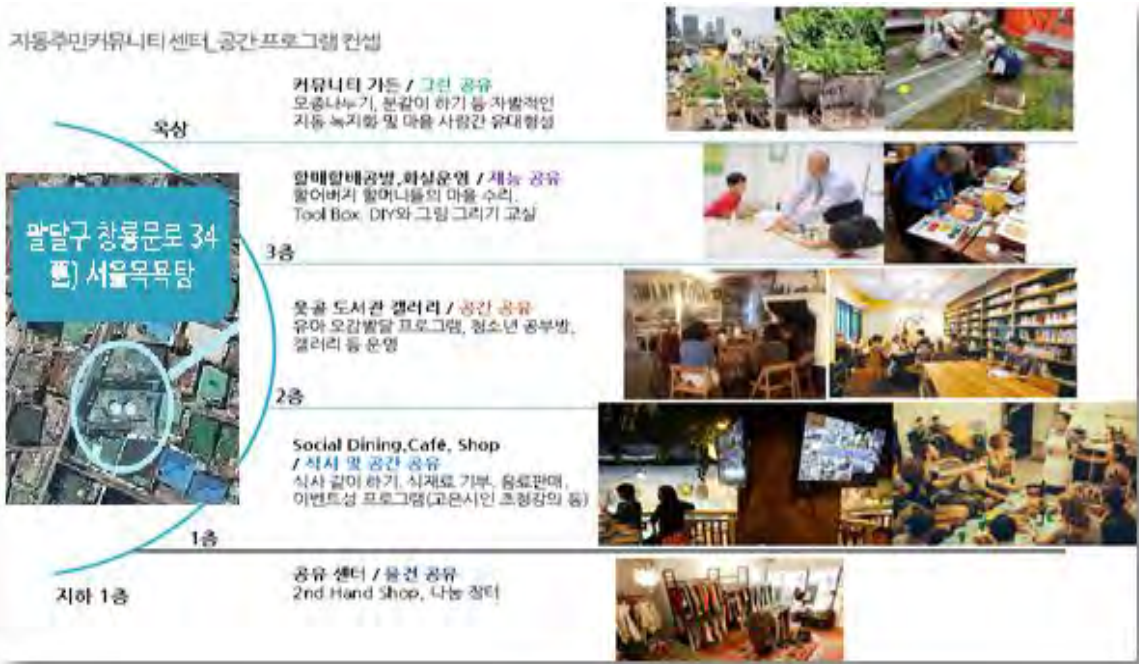 지동주민커뮤니티 센터_공간 프로그램 컨셉
커뮤니티 가든 / 그린 공유
모종나누기, 분갈이 하기 등 자발적인
지동 녹지화 및 마을 사람간 유대형성
옥상
할매할배공방,화실운영 / 재능 공유
할아버지 할머니들의 마을 수리.
Tool Box, DIY와 그림 그리기 교실
팔달구 창룡문로 34
서울목욕탕
3층
못골 도서관 갤러리 / 공간 공유
유아 오감발달 프로그램, 청소년 공부방,
갤러리 등 운영
2층
Social Dining,Café, Shop
/ 식사 및 공간 공유
식사 같이 하기, 식재료 기부, 음료판매,
이벤트성 프로그램(고은시인 초청강의 등)
1층
공유 센터 / 물건 공유
2nd Hand Shop, 나눔 장터
지하 1층